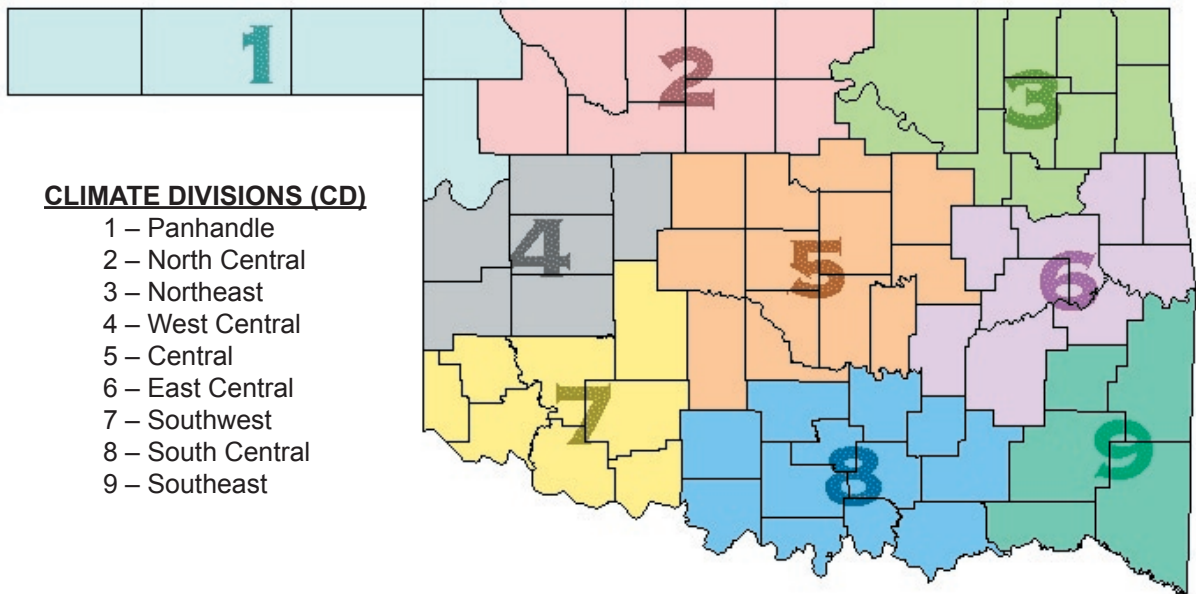 1
2
3
CLIMATE DIVISIONS (CD)
1 – Panhandle
2 – North Central
3 – Northeast
4 – West Central
5 – Central
6 – East Central
7 – Southwest
8 – South Central
9 – Southeast
4
5
6
7
8
9